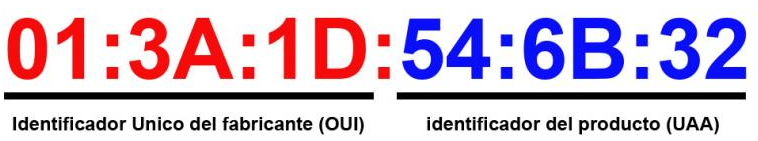 01:3A:1D:54:6B:32
Identificador Unico del fabricante (OUI) identificador del producto (UAA)